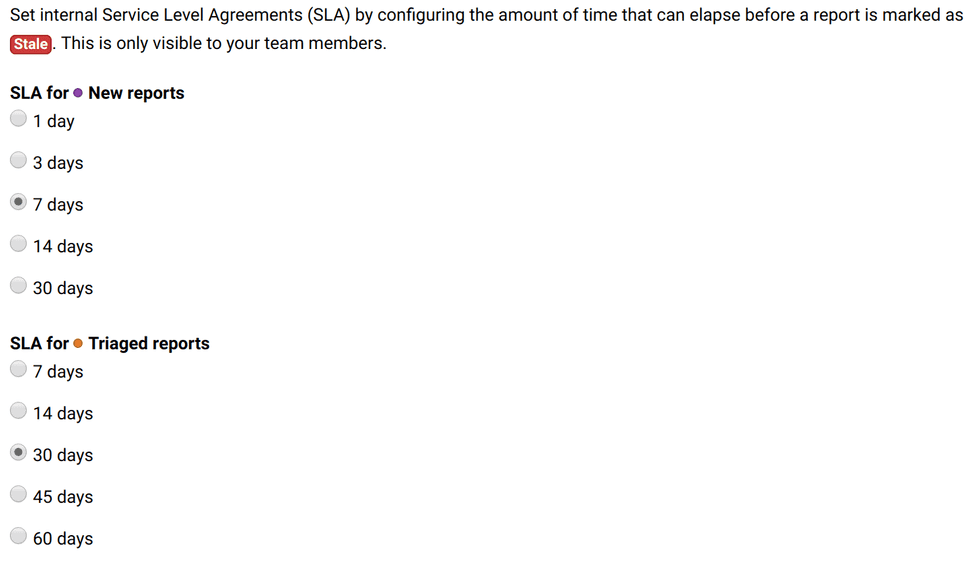 Set internal Service Level Agreements (SLA) by configuring the amount of time that can elapse before a report is marked as
Stale. This is only visible to your team members.
SLA for New reports
1 day
3 days
7 days
14 days
30 days
SLA for Triaged reports
7 days
14 days
30 days
45 days
60 days